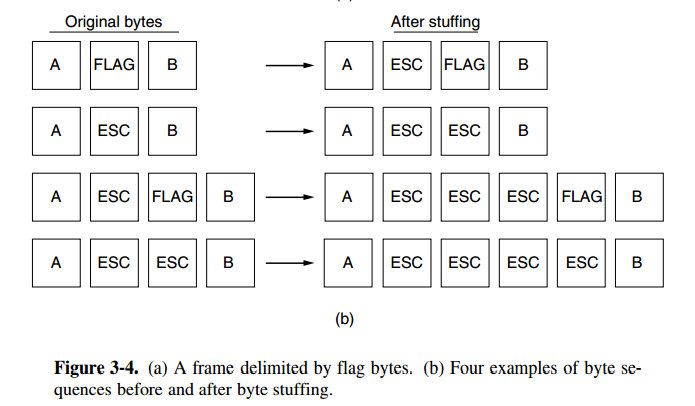 Original bytes After stuffing
A FLAG B A ESC FLAG B
A ESC B A ESC ESC B
A ESC FLAG B A ESC ESC ESC FLAG B
A ESC ESC B A ESC ESC ESC ESC B
(b)
Figure 3-4. (a) A frame delimited by flag bytes. (b) Four examples of byte se-
quences before and after byte stuffing.